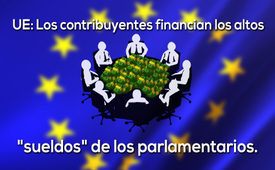 UE: Los contribuyentes financian los altos
"sueldos" de los parlamentarios.